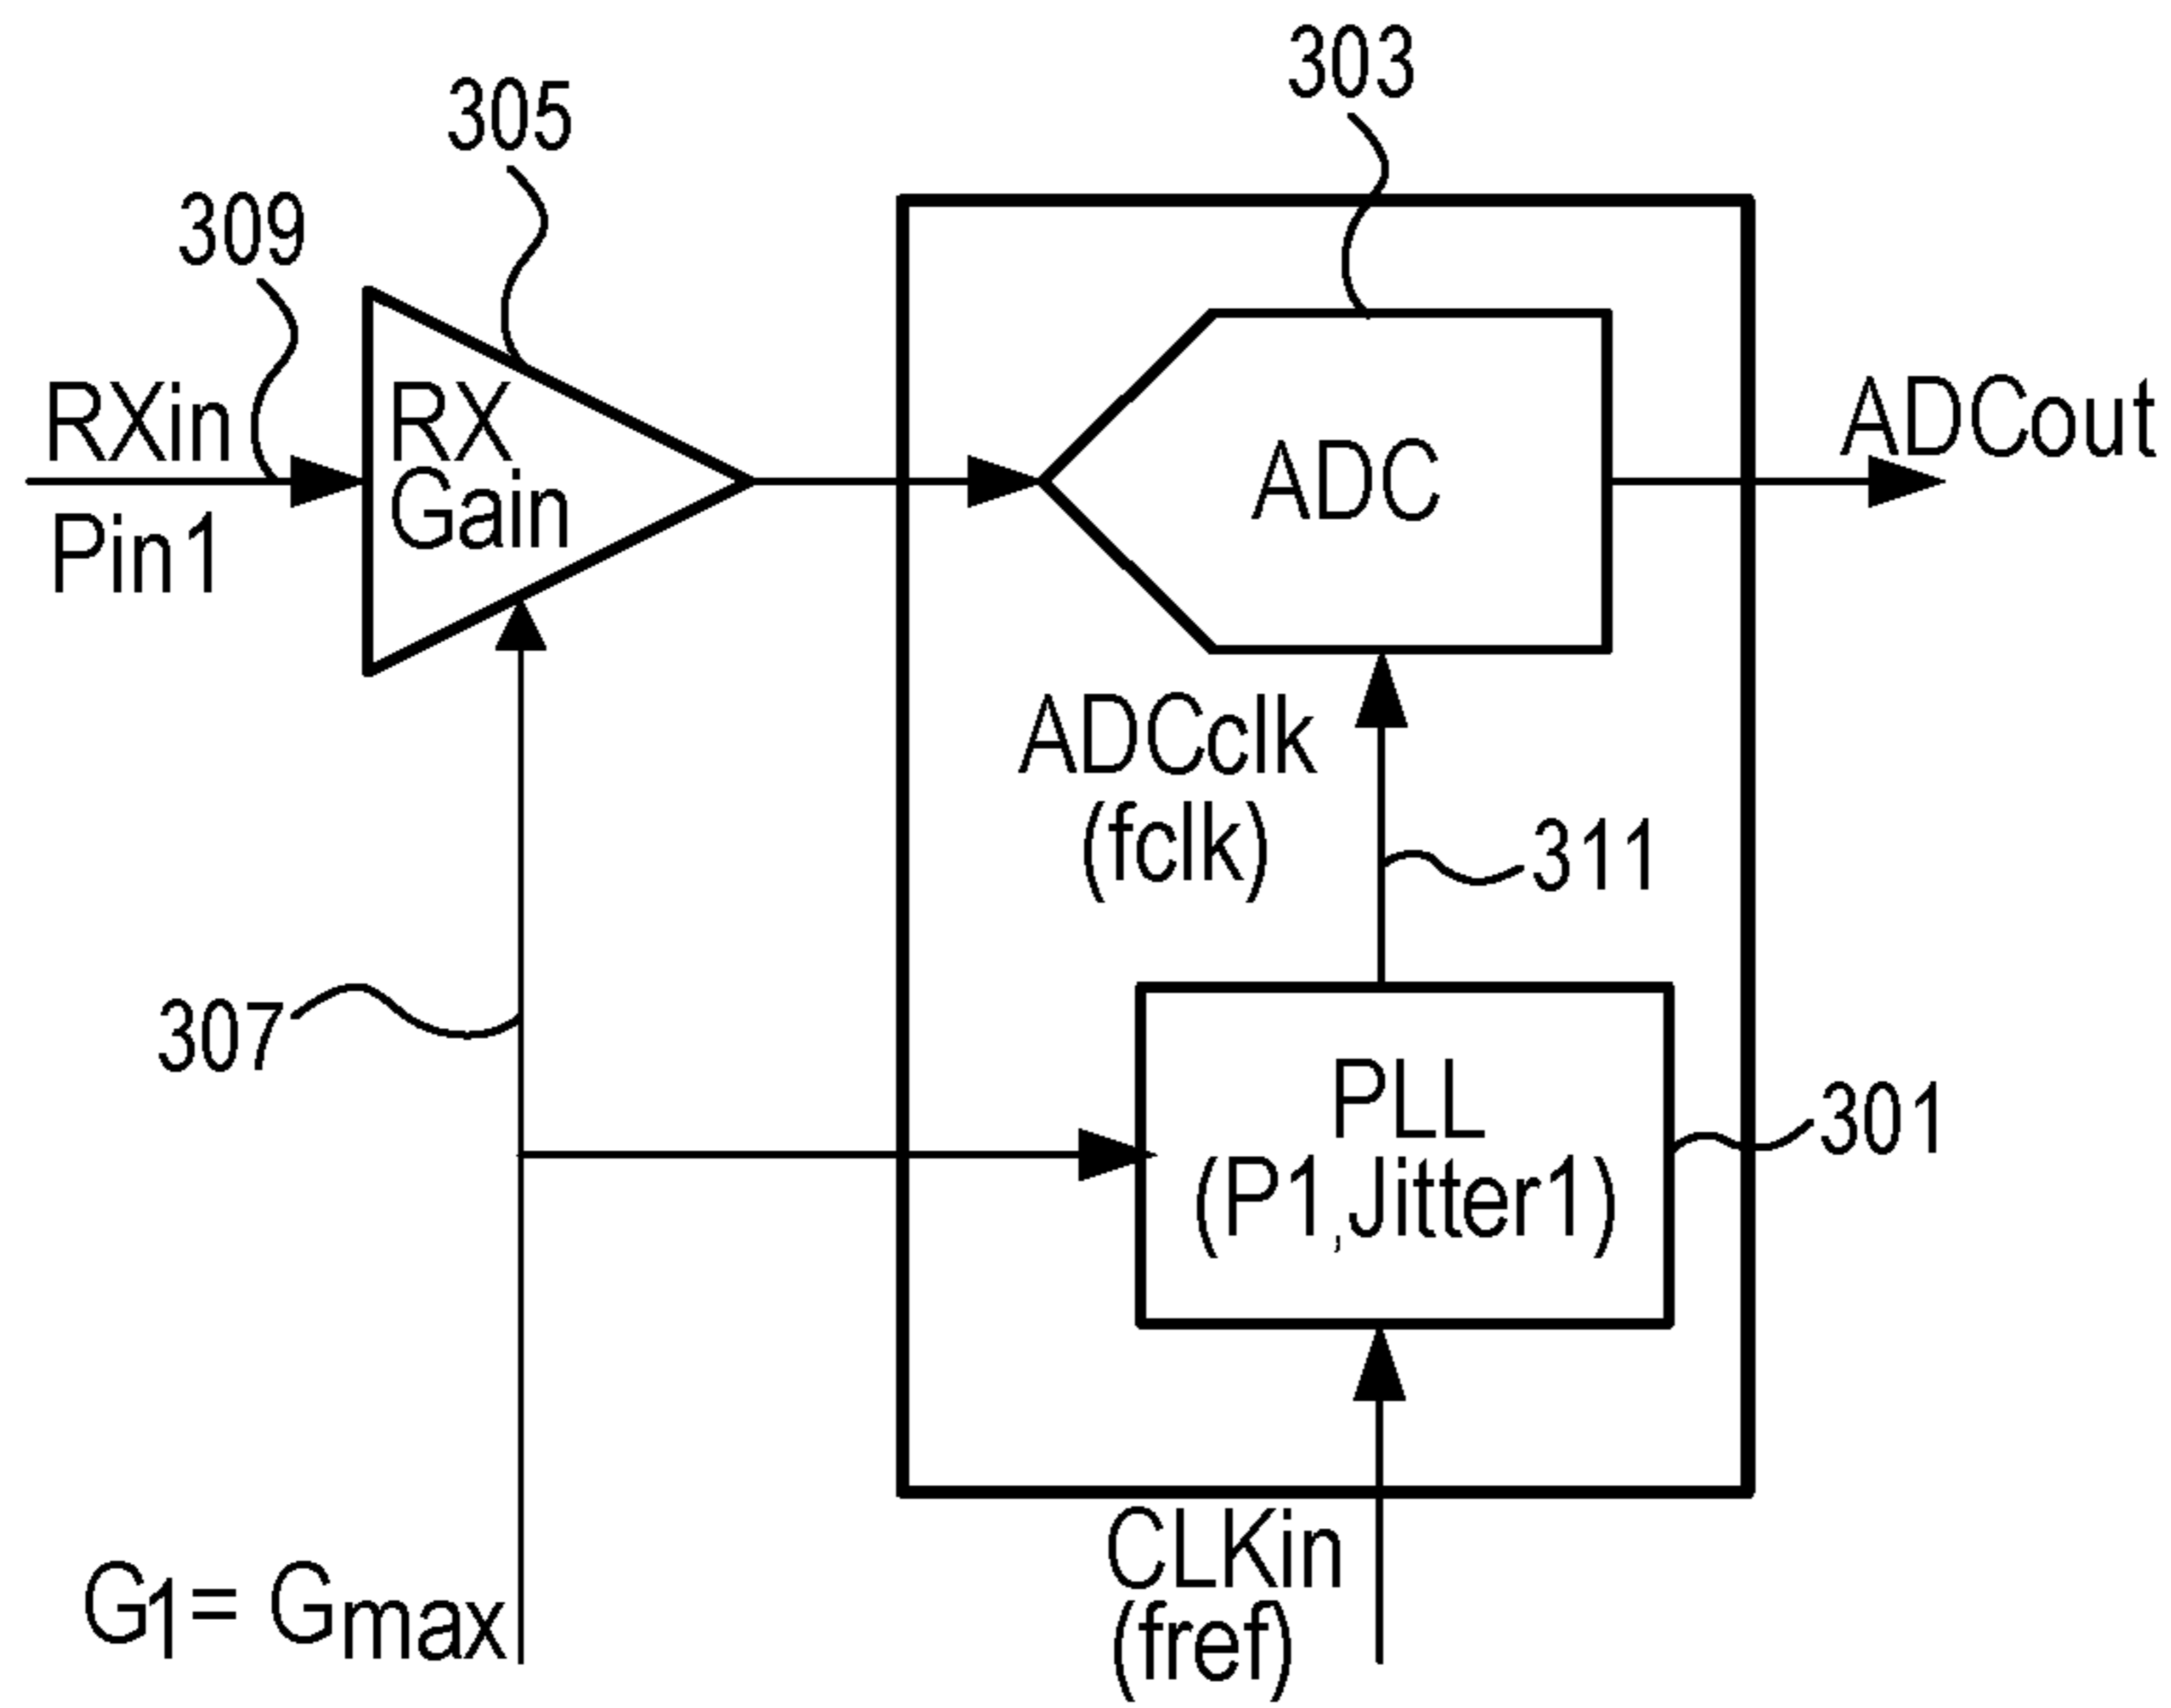 303
305
309
RXin
RX
Gain
Pin1
ADC
ADCout
ADCclk
(fclk)
311
307
PLL
(P1,Jitter1)
301
G1= Gmax
CLKin
(fref)